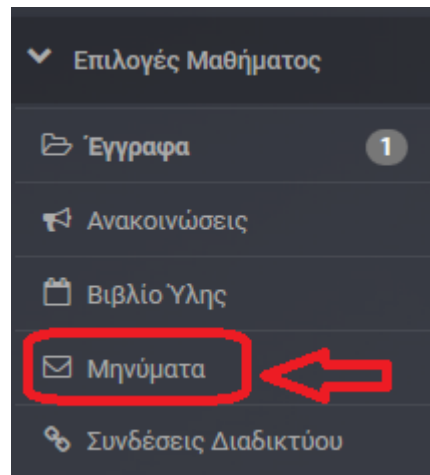 Επιλογές Μαθήματος
Έγγραφα 1
Ανακοινώσεις
Βιβλίο Ύλης
Μηνύματα
Συνδέσεις Διαδικτύου